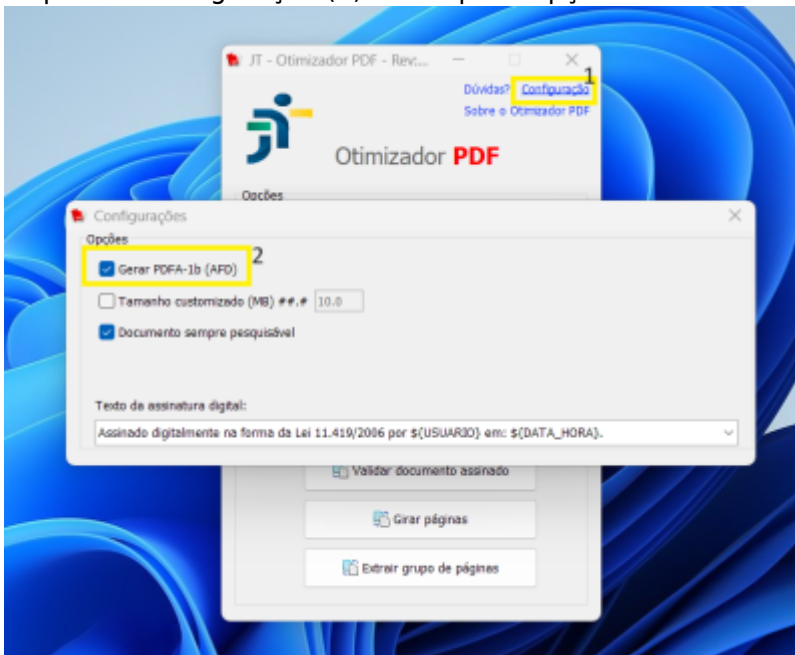 JT - Otimizador PDF - Rev:...
1
Dúvidas? Configuração
Sobre o Otimizador PDF
Otimizador PDF
Opções
Configurações
Opções
2
Gerar PDFA-1b (AFD)
Tamanho customizado (MB) ##.# 10.0
Documento sempre pesquisável
Texto da assinatura digital:
Assinado digitalmente na forma da Lei 11.419/2006 por ${USUARIO} em: ${DATA_HORA}.
Validar documento assinado
Girar páginas
Extrair grupo de páginas